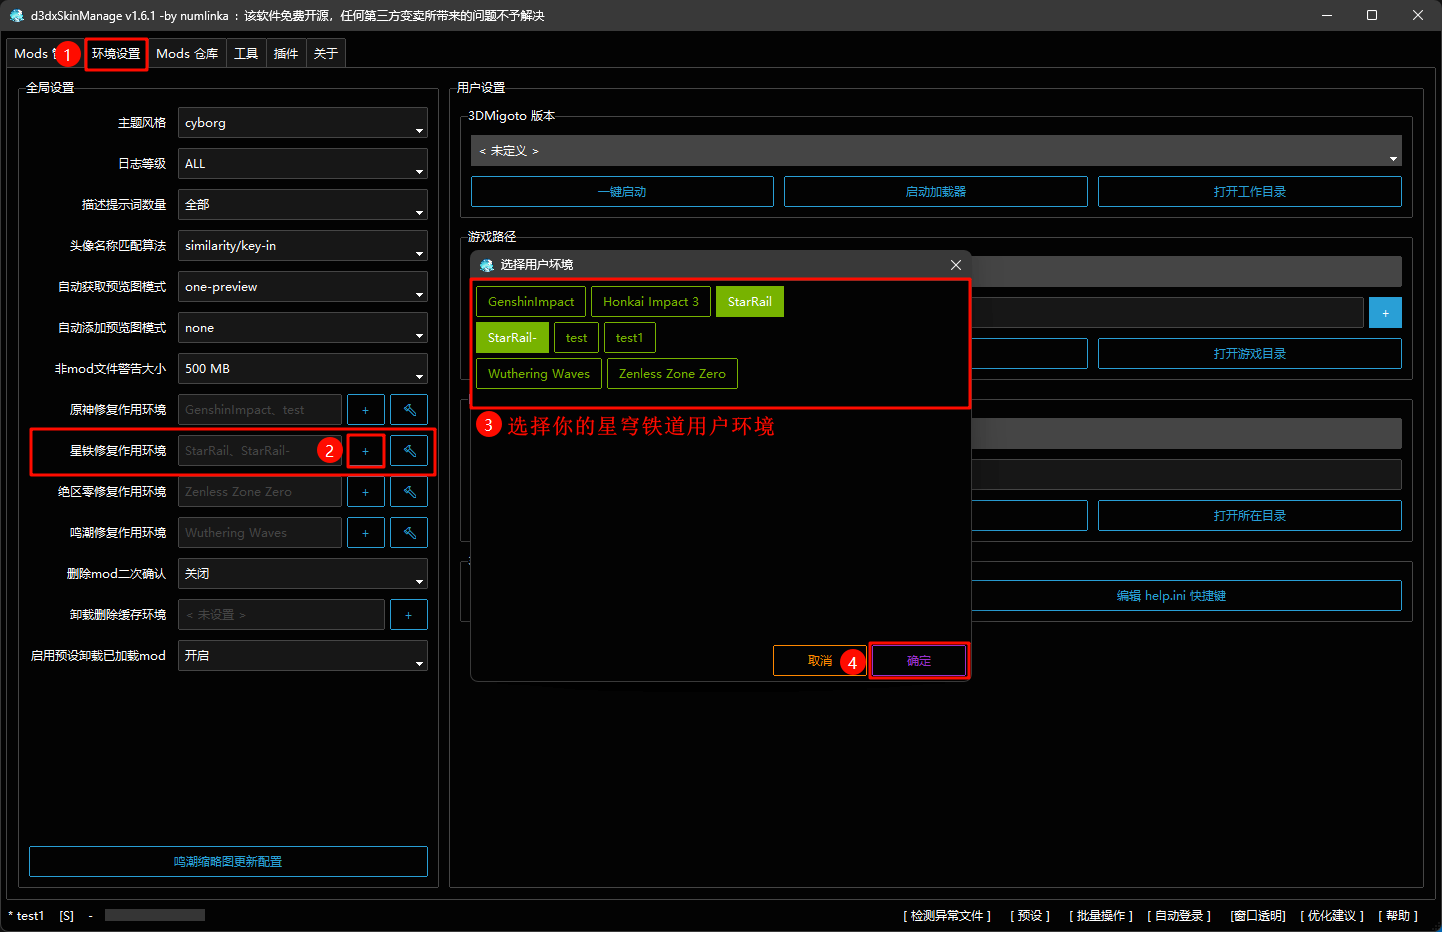 d3dxSkinManage v1.6.1 -by numlinka ：该软件免费开源，任何第三方变卖所带来的问题不予解决
Mods 1 环境设置 Mods 仓库 工具 插件 关于
全局设置
主题风格 cyborg
日志等级 ALL
描述提示词数量 全部
头像名称匹配算法 similarity/key-in
自动获取预览图模式 one-preview
自动添加预览图模式 none
非mod文件警告大小 500 MB
原神修复作用环境 GenshinImpact、test +
星铁修复作用环境 StarRail、StarRail- 2 +
绝区零修复作用环境 Zenless Zone Zero +
鸣潮修复作用环境 Wuthering Waves +
删除mod二次确认 关闭
卸载删除缓存环境 < 未设置 > +
启用预设卸载已加载mod 开启
鸣潮缩略图更新配置
用户设置
3DMigoto 版本
< 未定义 >
一键启动 启动加载器 打开工作目录
游戏路径
+
打开游戏目录
打开所在目录
编辑 help.ini 快捷键
选择用户环境
GenshinImpact Honkai Impact 3 StarRail
StarRail- test test1
Wuthering Waves Zenless Zone Zero
3 选择你的星穹铁道用户环境
取消 4 确定
* test1 [S] -
[ 检测异常文件 ] [ 预设 ] [ 批量操作 ] [ 自动登录 ] [窗口透明] [ 优化建议 ] [ 帮助 ]